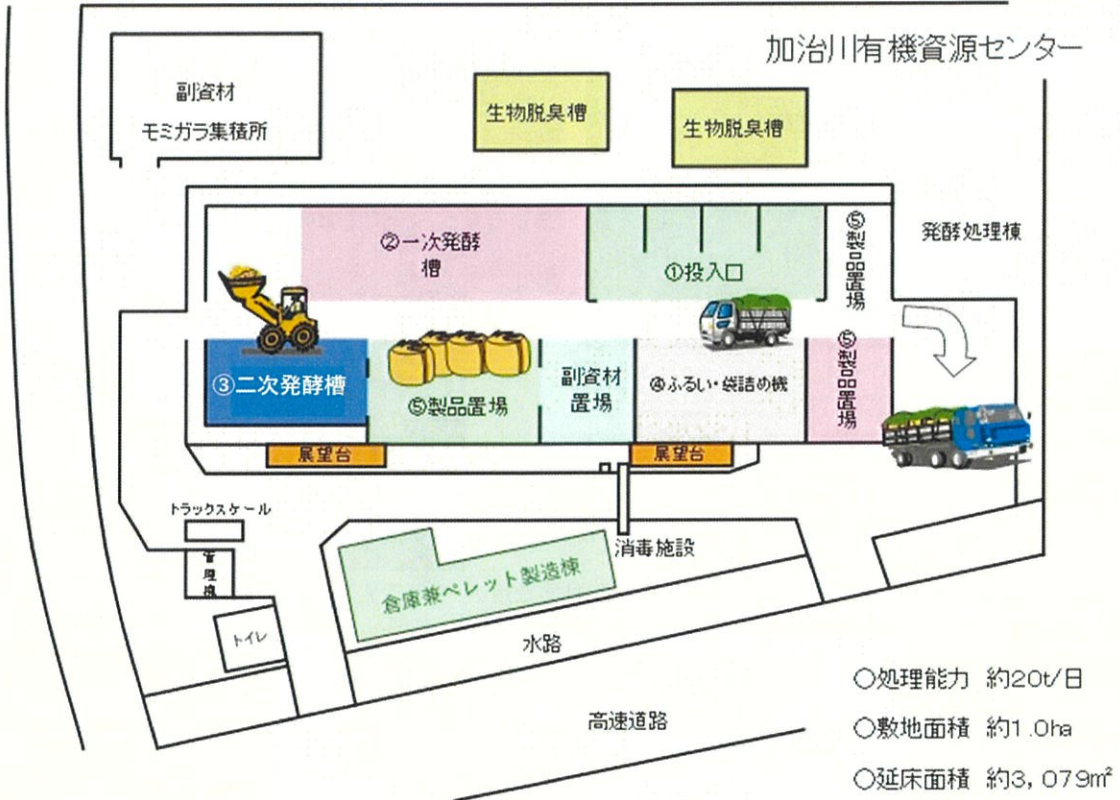 加治川有機資源センター
副資材
モミガラ集積所
生物脱臭槽
生物脱臭槽
発酵処理棟
②一次発酵
槽
①投入口
⑤製品置場
③二次発酵槽
⑤製品置場
副資材
置場
④ふるい・袋詰め機
⑤製品置場
展望台
展望台
トラックスケール
管理棟
消毒施設
倉庫兼ペレット製造棟
トイレ
水路
高速道路
○処理能力 約20t/日
○敷地面積 約1.0ha
○延床面積 約3,079㎡